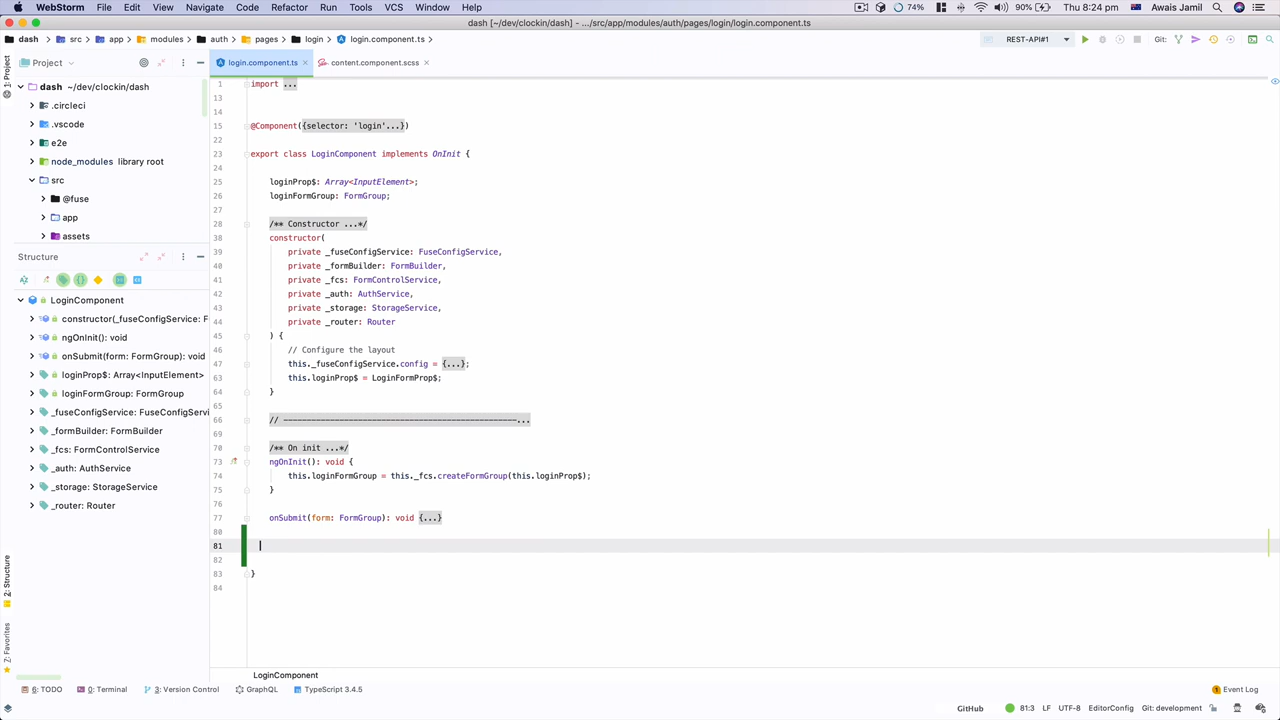 WebStorm File Edit View Navigate Code Refactor Run Tools VCS Window Help 74% 90% Thu 8:24 pm Awais Jamil
dash [~/dev/clockin/dash] - .../src/app/modules/auth/pages/login/login.component.ts
dash src app modules auth pages login login.component.ts REST-API#1 Git:
1: Project
Project
login.component.ts
content.component.scss
dash ~/dev/clockin/dash
.circleci
.vscode
e2e
node_modules library root
src
@fuse
app
assets
Structure
LoginComponent
constructor(_fuseConfigService: F
ngOnInit(): void
onSubmit(form: FormGroup): void
loginProp$: Array<InputElement>
loginFormGroup: FormGroup
_fuseConfigService: FuseConfigServi
_formBuilder: FormBuilder
_fcs: FormControlService
_auth: AuthService
_storage: StorageService
_router: Router
2: Structure
2: Favorites
1 import ...
13
14
15 @Component({selector: 'login'...})
22
23 export class LoginComponent implements OnInit {
24
25 loginProp$: Array<InputElement>;
26 loginFormGroup: FormGroup;
27
28 /** Constructor ...*/
38 constructor(
39 private _fuseConfigService: FuseConfigService,
40 private _formBuilder: FormBuilder,
41 private _fcs: FormControlService,
42 private _auth: AuthService,
43 private _storage: StorageService,
44 private _router: Router
45 ) {
46 // Configure the layout
47 this._fuseConfigService.config = {...};
63 this.loginProp$ = LoginFormProp$;
64 }
65
66 // --------------------------------------------------...
69
70 /** On init ...*/
73 ngOnInit(): void {
74 this.loginFormGroup = this._fcs.createFormGroup(this.loginProp$);
75 }
76
77 onSubmit(form: FormGroup): void {...}
80
81
82
83 }
84
LoginComponent
6: TODO 0: Terminal 3: Version Control GraphQL TypeScript 3.4.5 1 Event Log
GitHub 81:3 LF UTF-8 EditorConfig Git: development